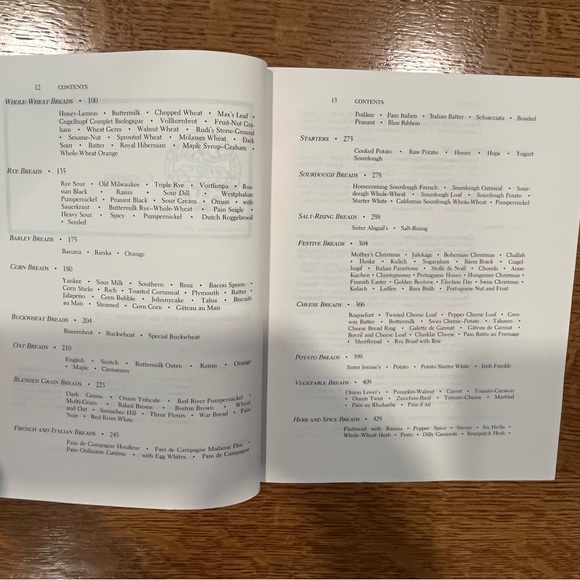 12 CONTENTS
WHOLE-WHEAT BREADS • 100
Honey-Lemon • Buttermilk • Chopped Wheat • Max's Loaf •
Gugelhupf Complet Biologique • Vollkornbrot • Fruit-Nut Gra-
ham • Wheat Germ • Walnut Wheat • Rudi's Stone-Ground
• Sesame-Nut • Sprouted Wheat • Molasses Wheat • Dark
Sour • Batter • Royal Hibernian • Maple Syrup–Graham •
Whole-Wheat Orange
RYE BREADS • 135
Rye Sour • Old Milwaukee • Triple Rye • Vortlimpa • Rus-
sian Black • Raisin • Sour Dill • Westphalian
Pumpernickel • Peasant Black • Sour Cream • Onion • with
Sauerkraut • Buttermilk Rye–Whole-Wheat • Pain Seigle •
Heavy Sour • Spicy • Pumpernickel • Dutch Roggebrood
• Seeded
BARLEY BREADS • 175
Banana • Rieska • Orange
CORN BREADS • 180
Yankee • Sour Milk • Southern • Broa • Bacon Spoon •
Corn Sticks • Rich • Toasted Cornmeal • Plymouth • Batter •
Jalapeño • Corn Bubble • Johnnycake • Taloa • Biscuits
au Mais • Steamed • Corn Corn • Gâteau au Mais
BUCKWHEAT BREADS • 204
Bauernbrot • Buckwheat • Special Buckwheat
OAT BREADS • 210
English • Scotch • Buttermilk Oaten • Raisin • Orange
• Maple • Cinnamon
BLENDED GRAIN BREADS • 223
Dark Grains • Onion Triticale • Red River Pumpernickel •
Multi-Grain • Baked Brown • Boston Brown • Wheat
and Oat • Sennebec Hill • Three Flours • War Bread • Pain
Noir • Red River White
FRENCH AND ITALIAN BREADS • 243
Pain de Campagne Honfleur • Pain de Campagne Madame Doz •
Pain Ordinaire Carême • with Egg Whites • Pain de Campagne
13 CONTENTS
Poilâne • Pain Italien • Italian Batter • Schiacciata • Braided
Peasant • Blue Ribbon
STARTERS • 273
Cooked Potato • Raw Potato • Honey • Hops • Yogurt
Sourdough
SOURDOUGH BREADS • 278
Homecoming Sourdough French • Sourdough Oatmeal • Sour-
dough Whole-Wheat • Sourdough Loaf • Sourdough Potato •
Starter White • California Sourdough Whole-Wheat • Pumpernickel
SALT-RISING BREADS • 298
Sister Abigail's • Salt-Rising
FESTIVE BREADS • 304
Mother's Christmas • Julekage • Bohemian Christmas • Challah
• Hoska • Kulich • Sugarplum • Barm Brack • Gugel-
hupf • Italian Panettone • Stolle de Noël • Choreki • Anise
Kuchen • Christopsomo • Portuguese Honey • Hungarian Christmas •
Finnish Easter • Golden Beehive • Election Day • Swiss Christmas
• Kolach • Laffen • Bara Brith • Portuguese Nut and Fruit
CHEESE BREADS • 366
Roquefort • Twisted Cheese Loaf • Pepper Cheese Loaf • Cara-
way Batter • Buttermilk • Swiss Cheese–Potato • Tabasco •
Cheese Bread Ring • Galette de Gannat • Gâteau de Gannat •
Bovril and Cheese Loaf • Cheddar Cheese • Pain Battu au Fromage
• Shortbread • Rye Bread with Brie
POTATO BREADS • 399
Sister Jennie's • Potato • Potato Starter White • Irish Freckle
VEGETABLE BREADS • 409
Onion Lover's • Pumpkin-Walnut • Carrot • Tomato-Caraway
• Onion Twist • Zucchini-Basil • Tomato-Cheese • Marbled
• Pain au Rhubarbe • Pain d'Ail
HERB AND SPICE BREADS • 429
Flatbread with Raisins • Pepper Spice • Savory • Six Herbs •
Whole-Wheat Herb • Pesto • Dilly Casserole • Bouquatch Herb •